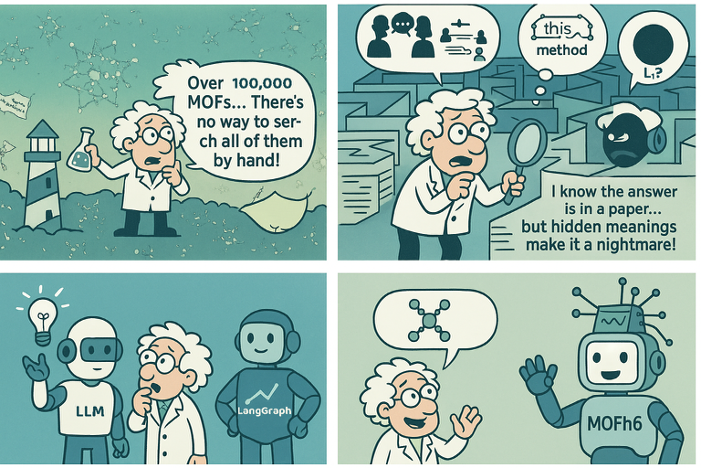 Over 100,000
MOFs... There's
no way to ser-
ch all of them
by hand!
this
method
L₁?
I know the answer
is in a paper...
but hidden meanings
make it a nightmare!
LLM
LangGraph
MOFh6